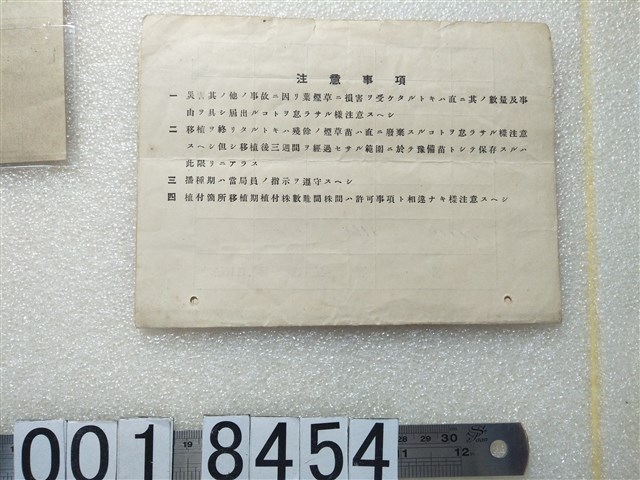 注意事項
一 災害其ノ他ノ事故ニ因リ葉煙草ニ損害ヲ受ケタルトキハ直ニ其ノ數量及事
由ヲ具シ届出ルコトヲ怠ラサル樣注意スヘシ
二 移植ヲ終リタルトキハ殘餘ノ煙草苗ハ直ニ廢棄スルコトヲ怠ラサル樣注意
スヘシ但シ移植後三週間ヲ經過セサル範圍ニ於テ豫備苗トシテ保存スルハ
此限リニアラス
三 播種期ハ當局員ノ指示ヲ遵守スヘシ
四 植付箇所移植期植付株數畦間株間ハ許可事項ト相違ナキ樣注意スヘシ
0018454
19 28 29 30
11 12